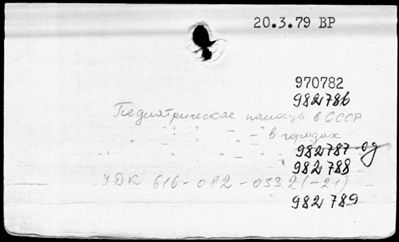 20.3.79 ВР
970782
982786
Педиатрическая помощь в СССР
- в городах
982787-од
982788
УДК 616-082-053.2(-21)
982789